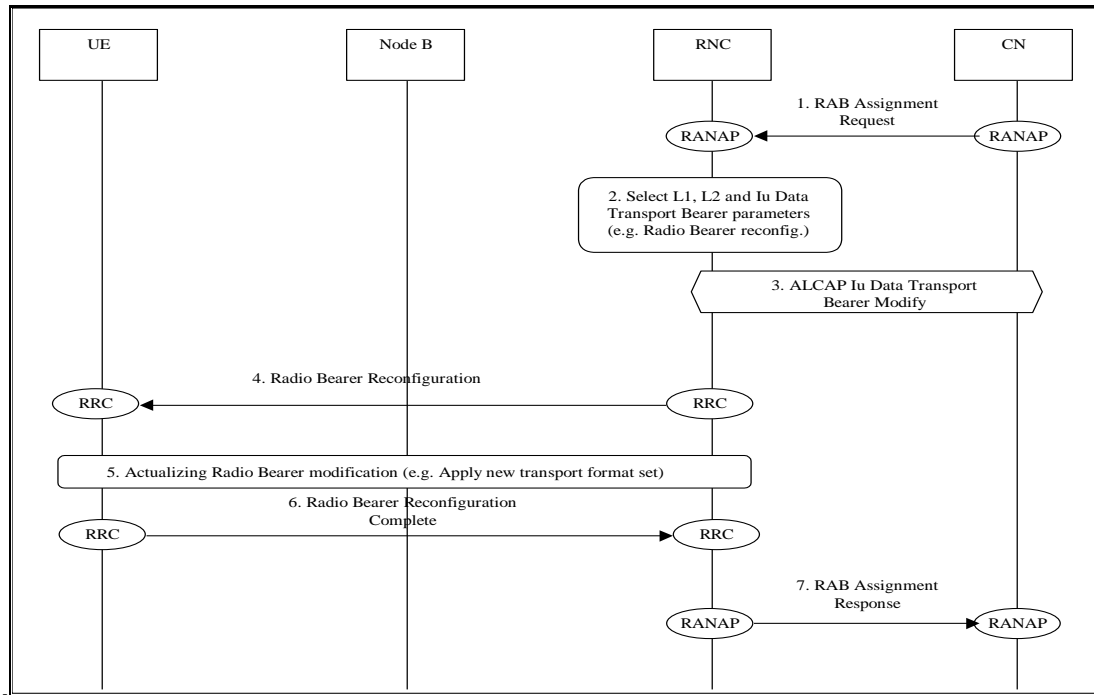 UE
Node B
RNC
CN
1. RAB Assignment
Request
RANAP
RANAP
2. Select L1, L2 and Iu Data
Transport Bearer parameters
(e.g. Radio Bearer reconfig.)
3. ALCAP Iu Data Transport
Bearer Modify
4. Radio Bearer Reconfiguration
RRC
RRC
5. Actualizing Radio Bearer modification (e.g. Apply new transport format set)
6. Radio Bearer Reconfiguration
Complete
RRC
RRC
7. RAB Assignment
Response
RANAP
RANAP